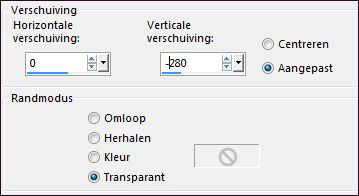 Verschuiving
Horizontale verschuiving:
Verticale verschuiving:
0
-280
Centreren
Aangepast
Randmodus
Omloop
Herhalen
Kleur
Transparant